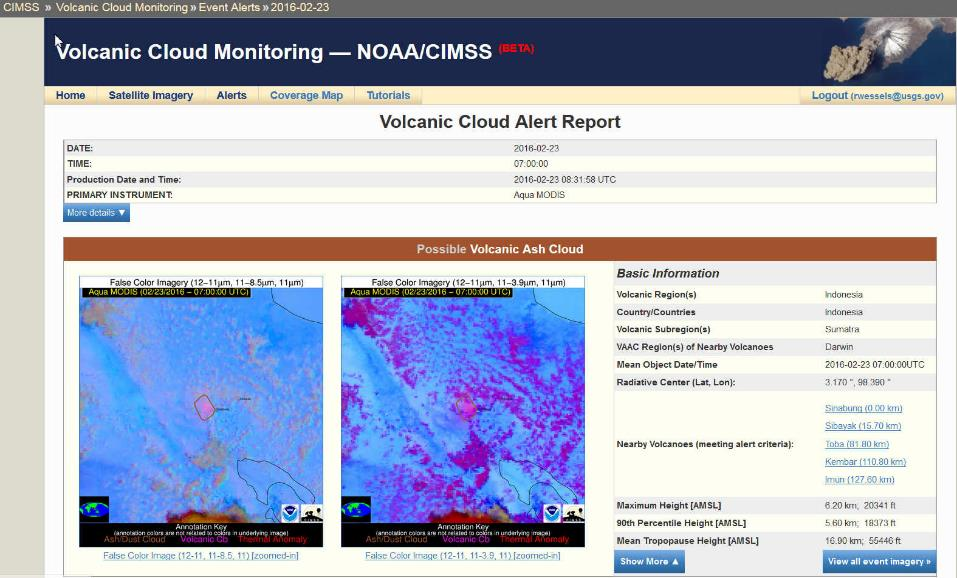 CIMSS » Volcanic Cloud Monitoring » Event Alerts » 2016-02-23
Volcanic Cloud Monitoring — NOAA/CIMSS (BETA)
Home Satellite Imagery Alerts Coverage Map Tutorials Logout (rwessels@usgs.gov)
Volcanic Cloud Alert Report
DATE: 2016-02-23
TIME: 07:00:00
Production Date and Time: 2016-02-23 08:31:58 UTC
PRIMARY INSTRUMENT: Aqua MODIS
More details ▼
Possible Volcanic Ash Cloud
False Color Imagery (12–11µm, 11–8.5µm, 11µm)
Aqua MODIS (02/23/2016 – 07:00:00 UTC)
Annotation Key
(annotation colors are not related to colors in underlying image)
Ash/Dust Cloud Volcanic Cb Thermal Anomaly
False Color Image (12-11, 11-8.5, 11) [zoomed-in]
False Color Imagery (12–11µm, 11–3.9µm, 11µm)
Aqua MODIS (02/23/2016 – 07:00:00 UTC)
Annotation Key
(annotation colors are not related to colors in underlying image)
Ash/Dust Cloud Volcanic Cb Thermal Anomaly
False Color Image (12-11, 11-3.9, 11) [zoomed-in]
Basic Information
Volcanic Region(s) Indonesia
Country/Countries Indonesia
Volcanic Subregion(s) Sumatra
VAAC Region(s) of Nearby Volcanoes Darwin
Mean Object Date/Time 2016-02-23 07:00:00UTC
Radiative Center (Lat, Lon): 3.170 °, 98.390 °
Nearby Volcanoes (meeting alert criteria):
Sinabung (0.00 km)
Sibayak (15.70 km)
Toba (81.80 km)
Kembar (110.80 km)
Imun (127.60 km)
Maximum Height [AMSL] 6.20 km; 20341 ft
90th Percentile Height [AMSL] 5.60 km; 18373 ft
Mean Tropopause Height [AMSL] 16.90 km; 55446 ft
Show More ▲ View all event imagery »